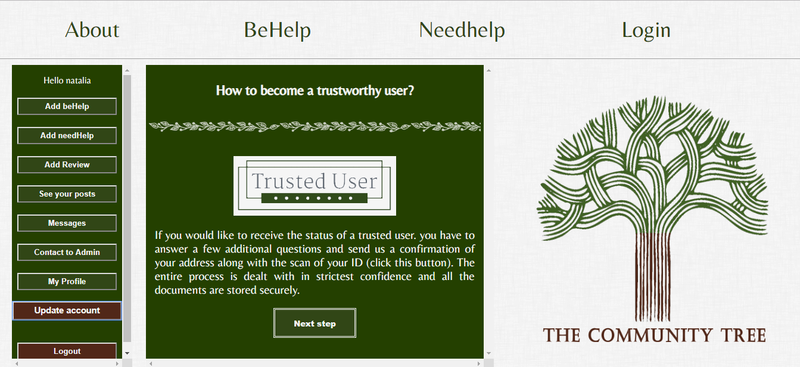 About
BeHelp
Needhelp
Login
Hello natalia
Add beHelp
Add needHelp
Add Review
See your posts
Messages
Contact to Admin
My Profile
Update account
Logout
How to become a trustworthy user?
Trusted User
If you would like to receive the status of a trusted user. you have to
answer a few additional questions and send us a confirmation of
your address along with the scan of your ID (click this button). The
entire process is dealt with in strictest confidence and all the
documents are stored securely.
Next step
THE COMMUNITY TREE